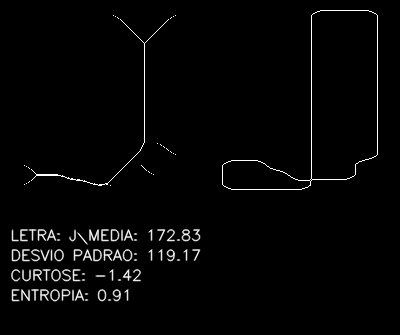 LETRA: J\MEDIA: 172.83
DESVIO PADRAO: 119.17
CURTOSE: -1.42
ENTROPIA: 0.91